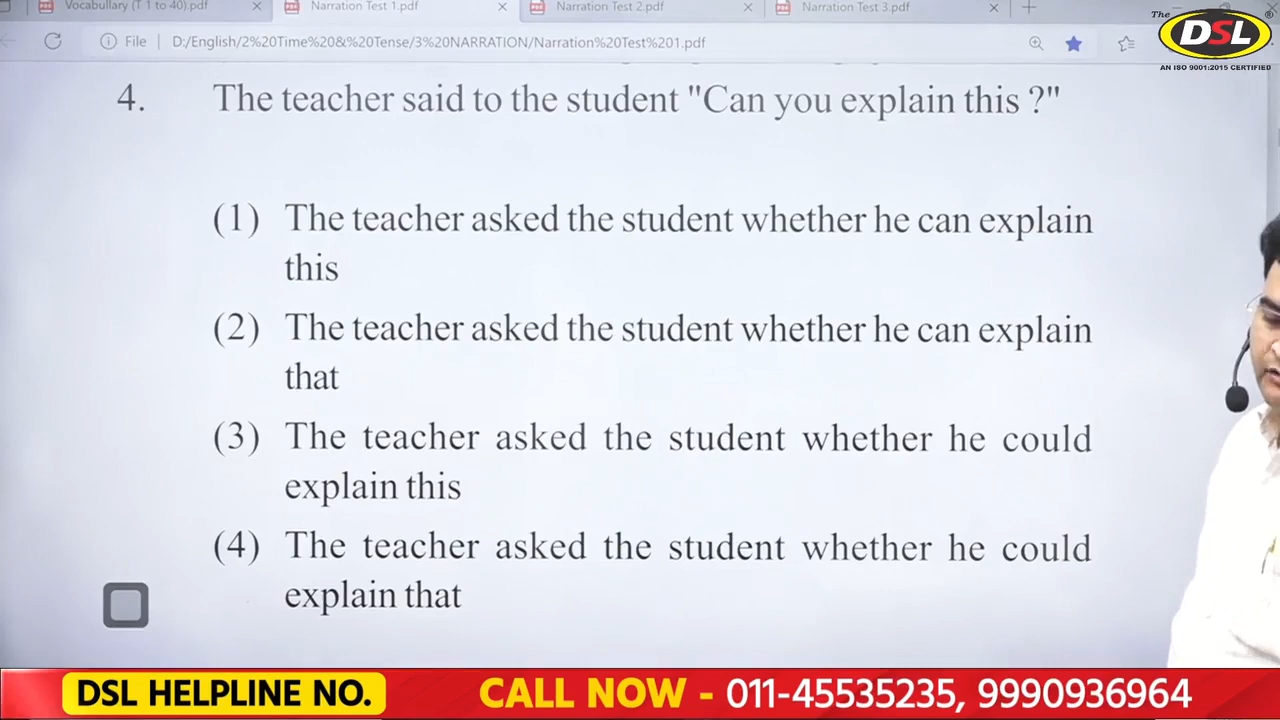 Vocabullary (T 1 to 40).pdf
Narration Test 1.pdf
Narration Test 2.pdf
Narration Test 3.pdf
The
DSL
®
AN ISO 9001:2015 CERTIFIED
File
D:/English/2%20Time%20&%20Tense/3%20NARRATION/Narration%20Test%201.pdf
4. The teacher said to the student "Can you explain this ?"
(1) The teacher asked the student whether he can explain
this
(2) The teacher asked the student whether he can explain
that
(3) The teacher asked the student whether he could
explain this
(4) The teacher asked the student whether he could
explain that
DSL HELPLINE NO.
CALL NOW - 011-45535235, 9990936964